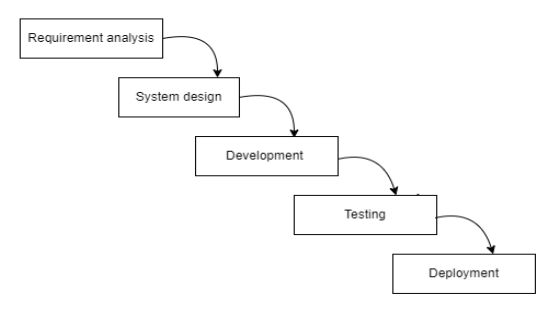 Requirement analysis
System design
Development
Testing
Deployment